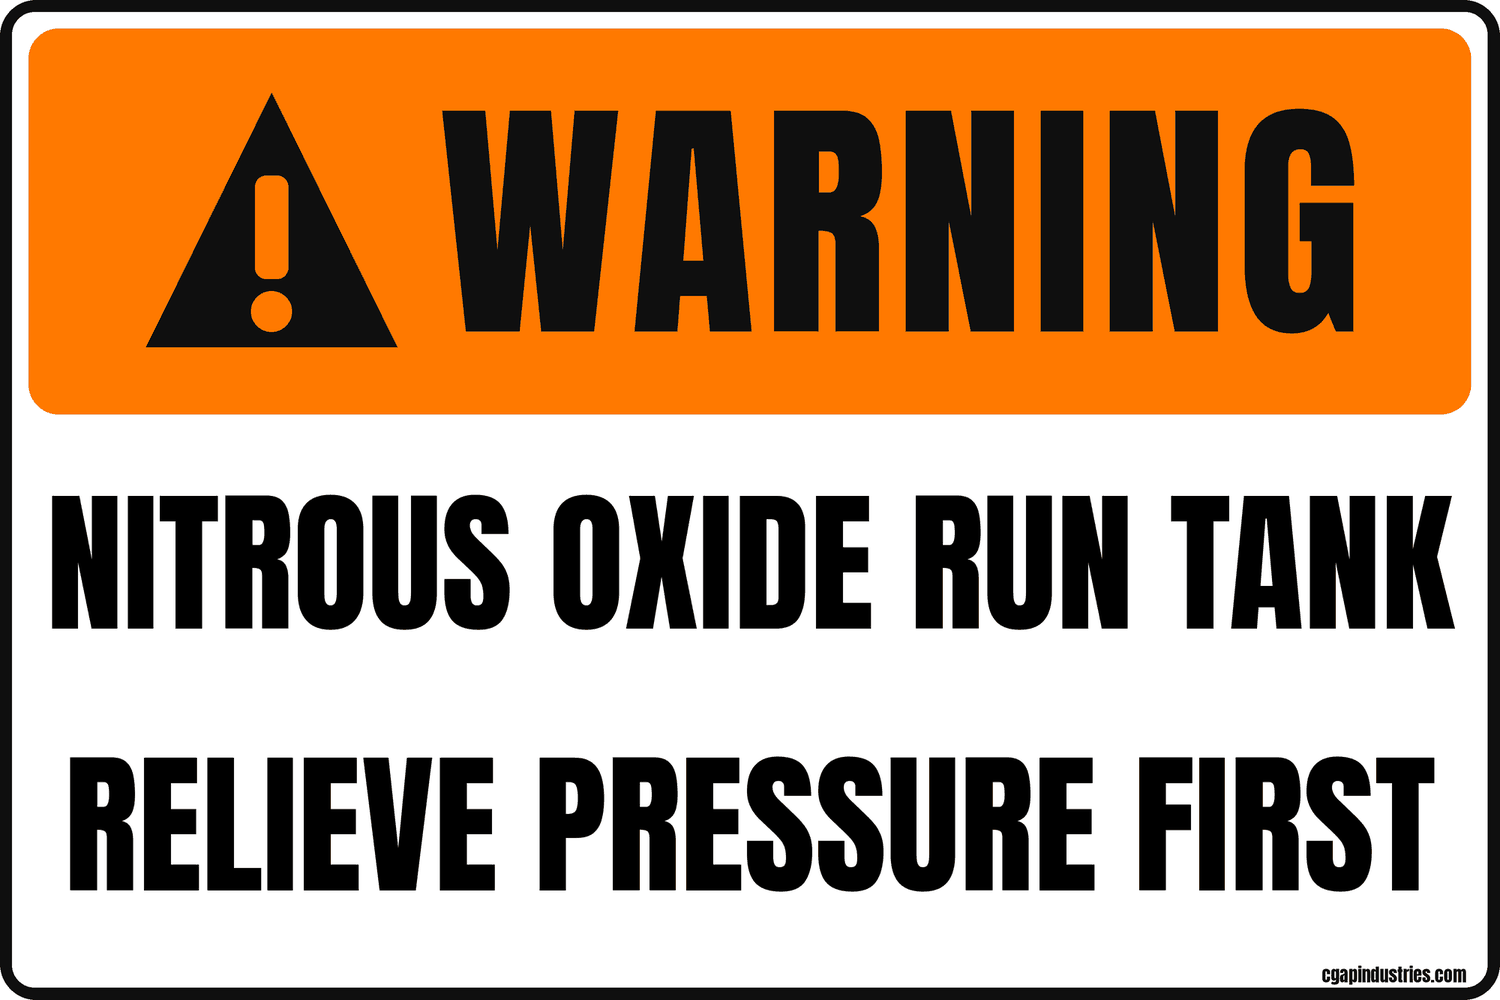 WARNING
NITROUS OXIDE RUN TANK
RELIEVE PRESSURE FIRST
cgapindustries.com